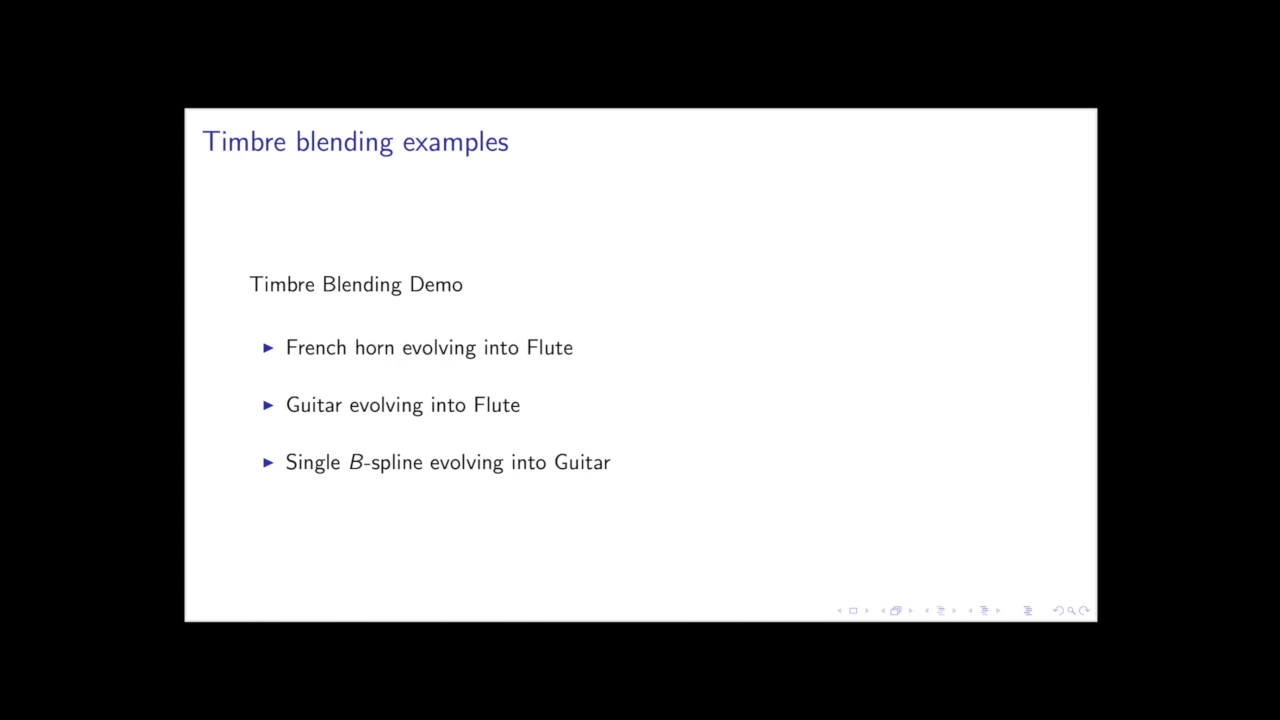 Timbre blending examples
Timbre Blending Demo
French horn evolving into Flute
Guitar evolving into Flute
Single B-spline evolving into Guitar